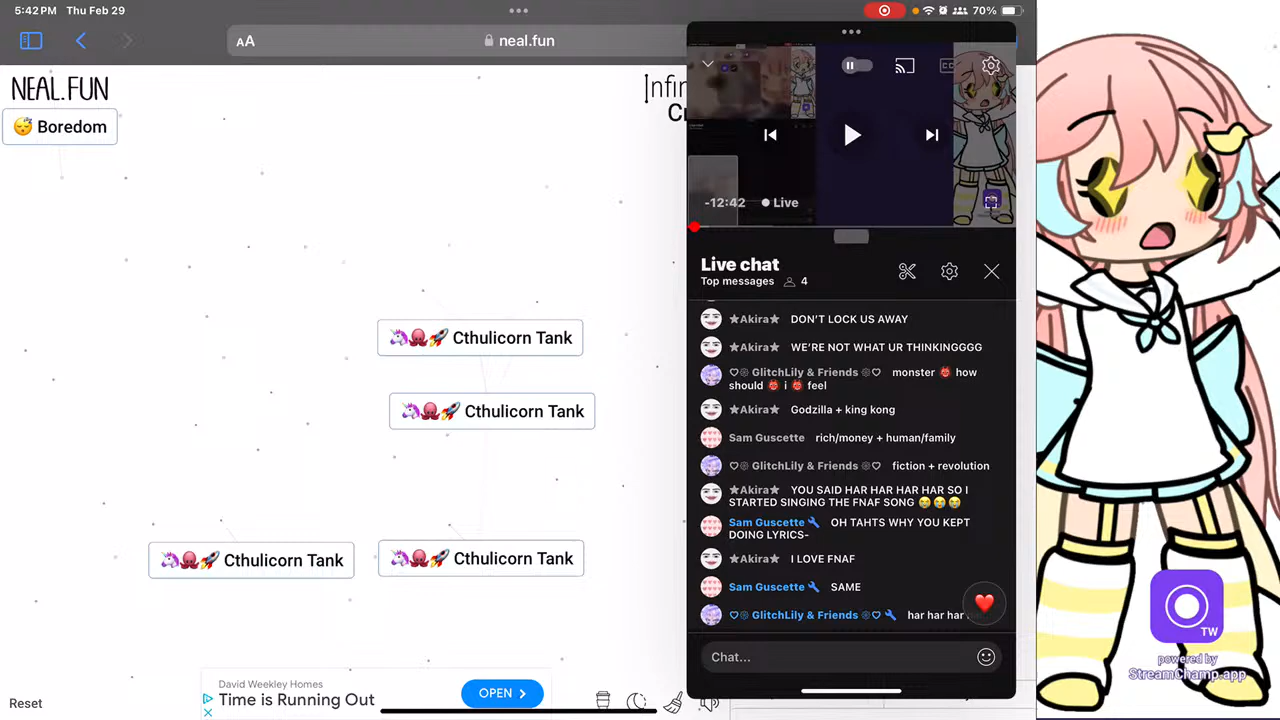 5:42 PM Thu Feb 29
70%
AA
neal.fun
NEAL.FUN
😴 Boredom
🦄🐙🚀 Cthulicorn Tank
🦄🐙🚀 Cthulicorn Tank
🦄🐙🚀 Cthulicorn Tank
🦄🐙🚀 Cthulicorn Tank
David Weekley Homes
Time is Running Out
OPEN
Reset
-12:42
Live
Live chat
Top messages 4
★Akira★ DON'T LOCK US AWAY
★Akira★ WE'RE NOT WHAT UR THINKINGGGG
♡❊ GlitchLily & Friends ❊♡ monster 👹 how
should 👹 i 👹 feel
★Akira★ Godzilla + king kong
Sam Guscette rich/money + human/family
♡❊ GlitchLily & Friends ❊♡ fiction + revolution
★Akira★ YOU SAID HAR HAR HAR HAR SO I
STARTED SINGING THE FNAF SONG 😭😭😭
Sam Guscette 🔧 OH TAHTS WHY YOU KEPT
DOING LYRICS-
★Akira★ I LOVE FNAF
Sam Guscette 🔧 SAME
♡❊ GlitchLily & Friends ❊♡ 🔧 har har har
Chat...
TW
powered by
StreamChamp.app